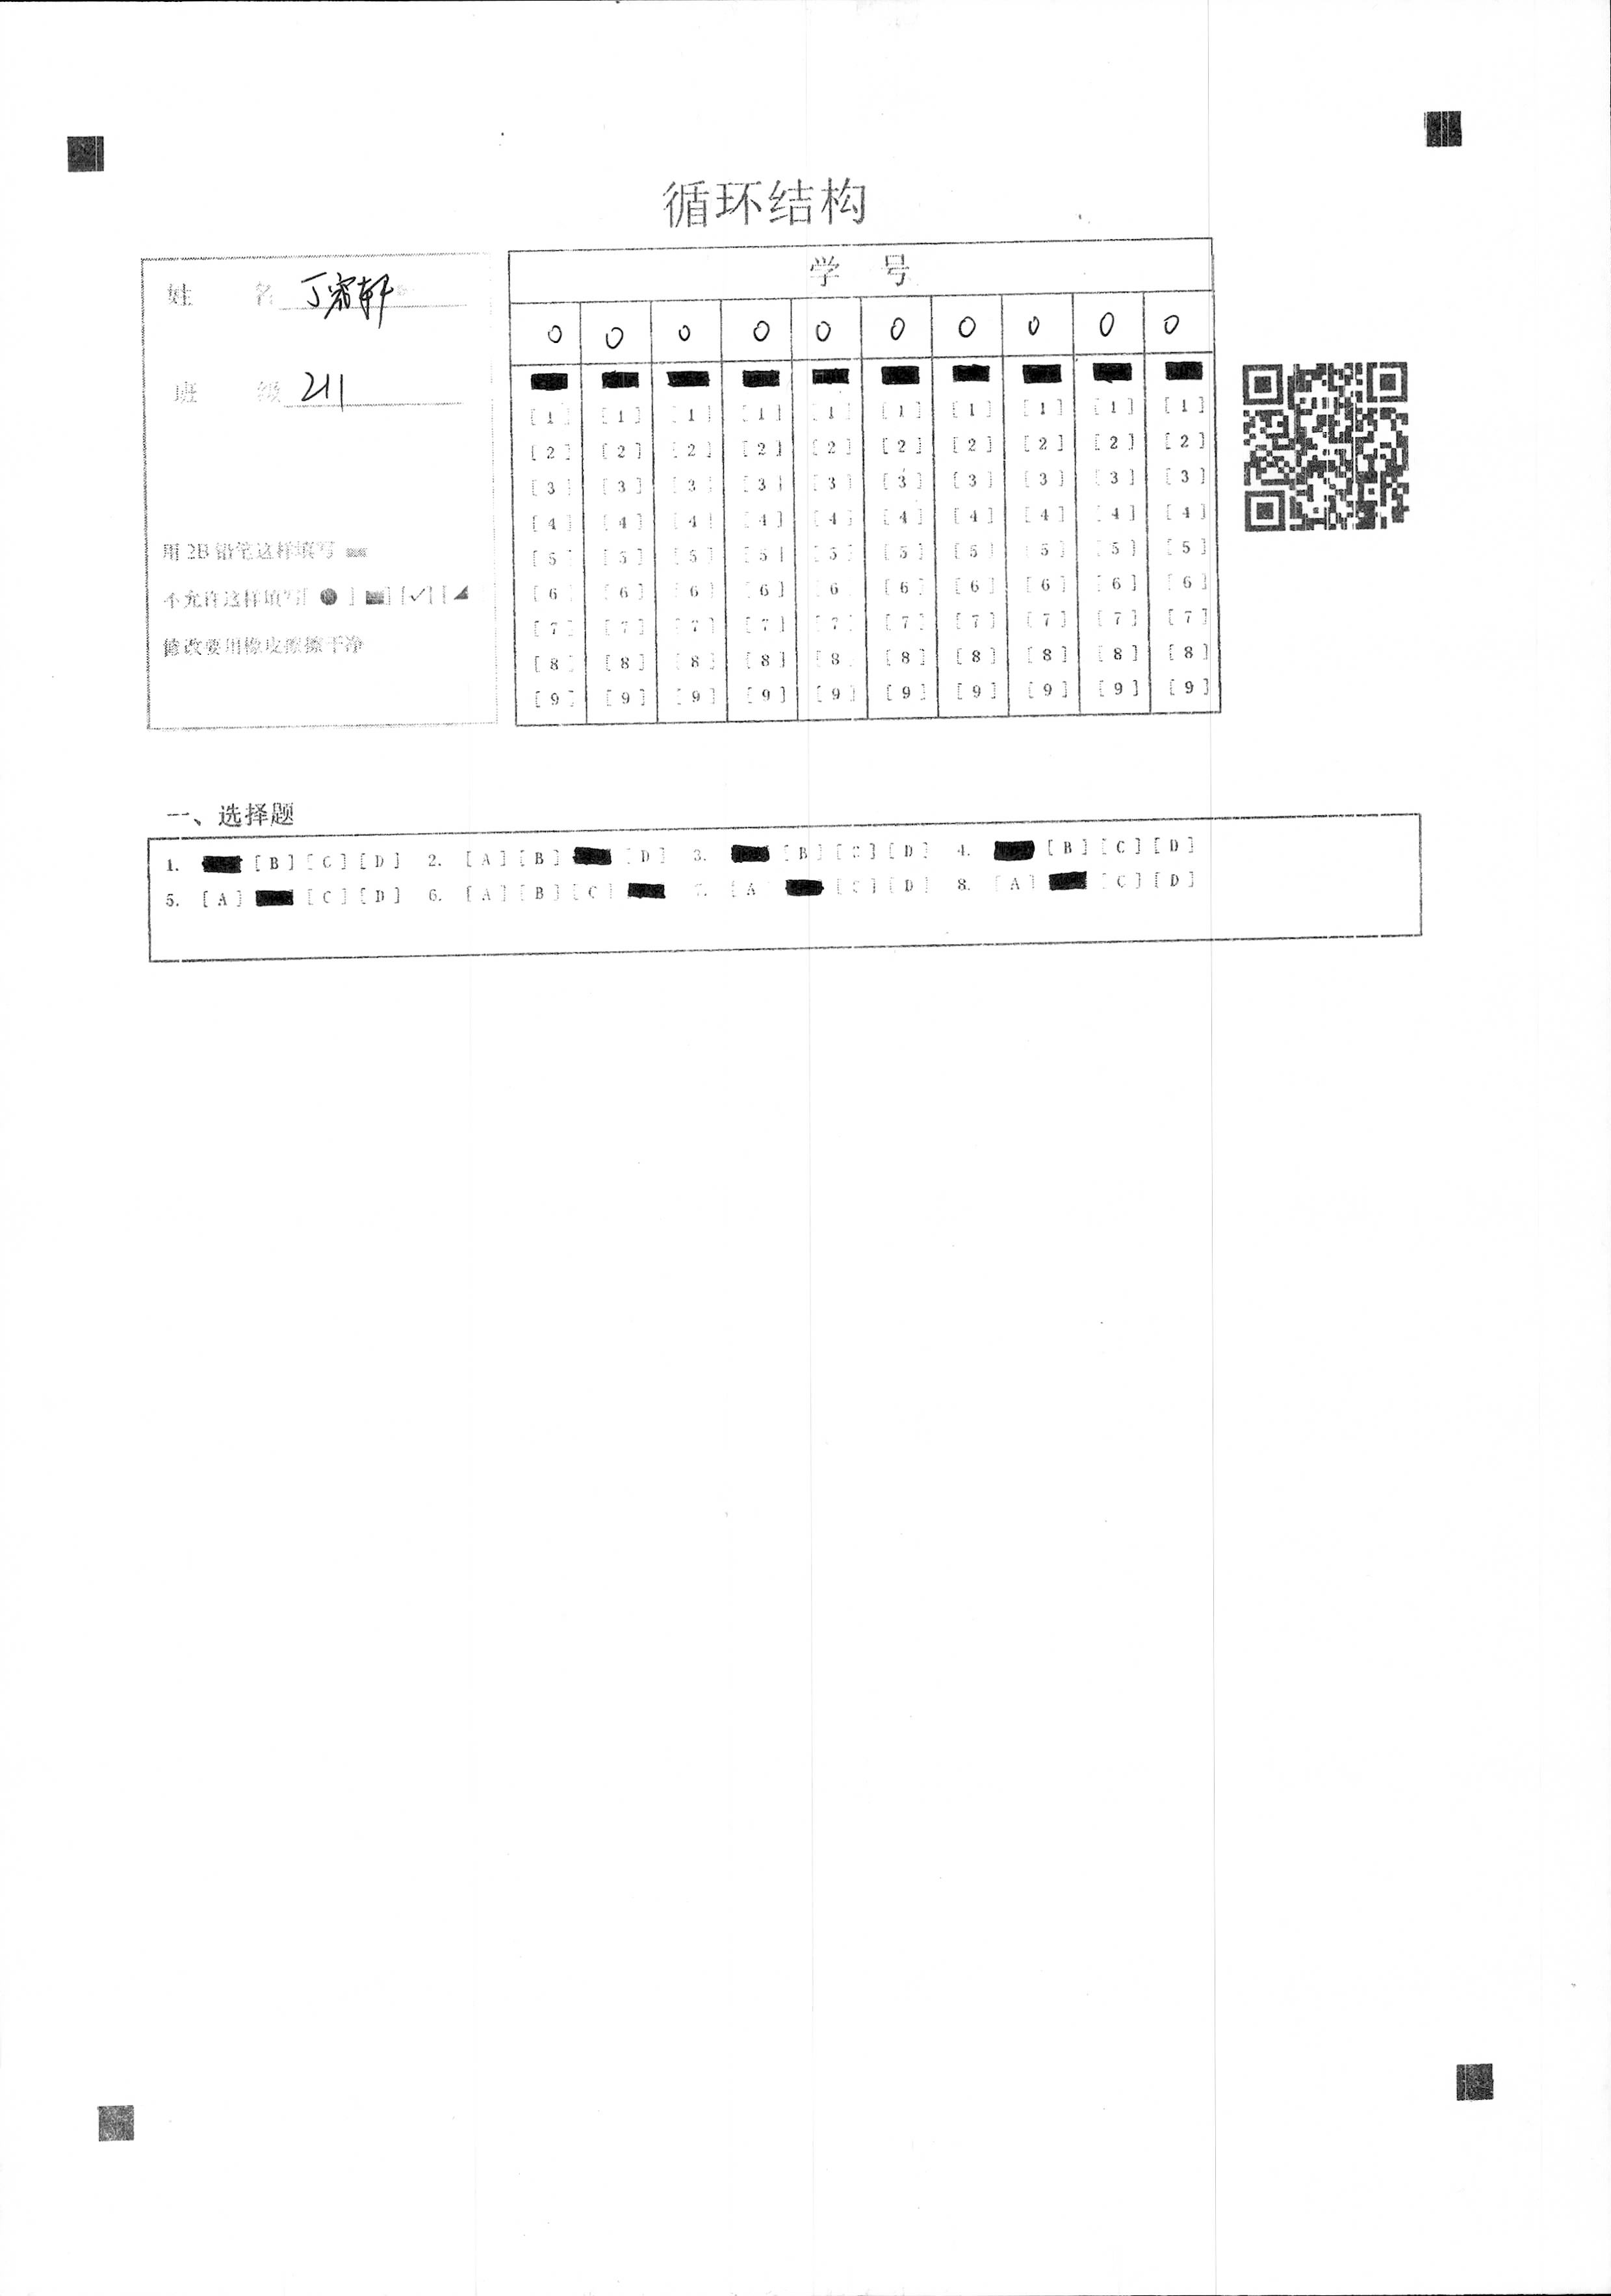 循环结构
姓 名 丁睿轩
班 级 211
用 2B 铅笔这样填写
不允许这样填写[●] [ ] [✓] [
修改要用橡皮擦擦干净
学 号
0 0 0 0 0 0 0 0 0 0
[1] [1] [1] [1] [1] [1] [1] [1] [1] [1]
[2] [2] [2] [2] [2] [2] [2] [2] [2] [2]
[3] [3] [3] [3] [3] [3] [3] [3] [3] [3]
[4] [4] [4] [4] [4] [4] [4] [4] [4] [4]
[5] [5] [5] [5] [5] [5] [5] [5] [5] [5]
[6] [6] [6] [6] [6] [6] [6] [6] [6] [6]
[7] [7] [7] [7] [7] [7] [7] [7] [7] [7]
[8] [8] [8] [8] [8] [8] [8] [8] [8] [8]
[9] [9] [9] [9] [9] [9] [9] [9] [9] [9]
一、选择题
1. [B] [C] [D] 2. [A] [B] [D] 3. [B] [C] [D] 4. [B] [C] [D]
5. [A] [C] [D] 6. [A] [B] [C] 7. [A] [C] [D] 8. [A] [C] [D]